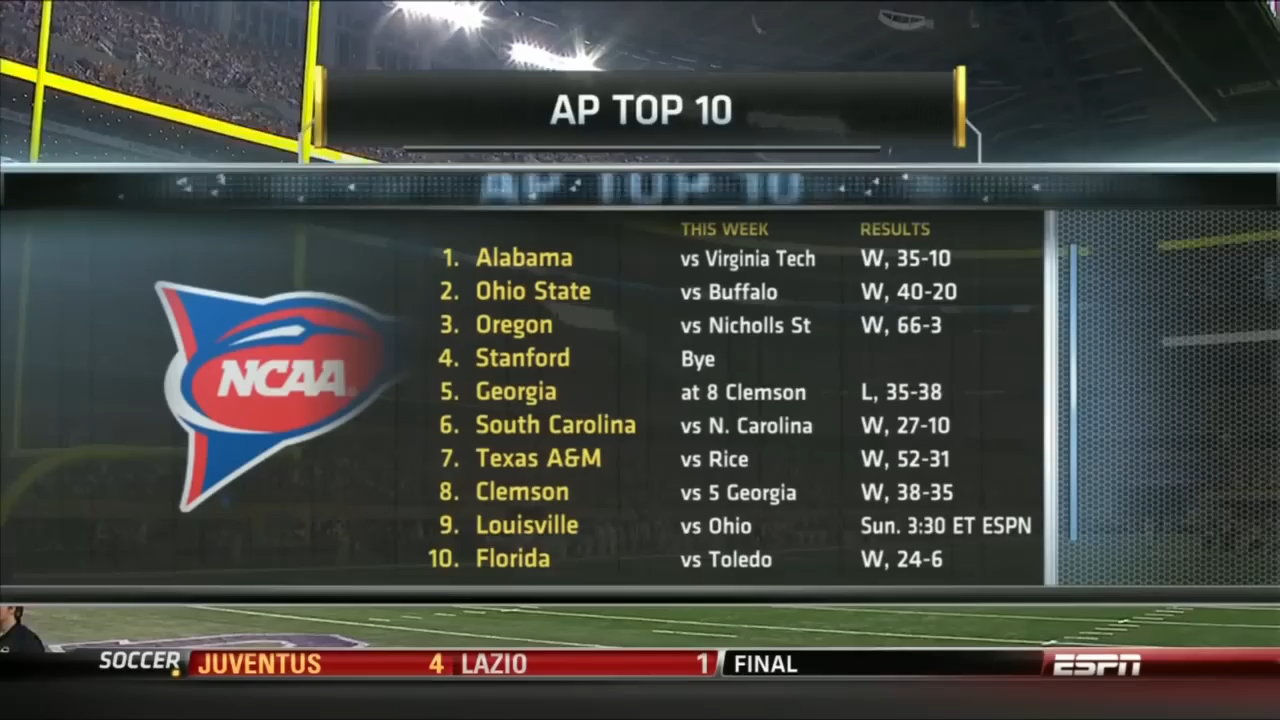 AP TOP 10
AP TOP 10
THIS WEEK RESULTS
1. Alabama vs Virginia Tech W, 35-10
2. Ohio State vs Buffalo W, 40-20
3. Oregon vs Nicholls St W, 66-3
4. Stanford Bye
5. Georgia at 8 Clemson L, 35-38
6. South Carolina vs N. Carolina W, 27-10
7. Texas A&M vs Rice W, 52-31
8. Clemson vs 5 Georgia W, 38-35
9. Louisville vs Ohio Sun. 3:30 ET ESPN
10. Florida vs Toledo W, 24-6
NCAA
SOCCER JUVENTUS 4 LAZIO 1 FINAL ESPN